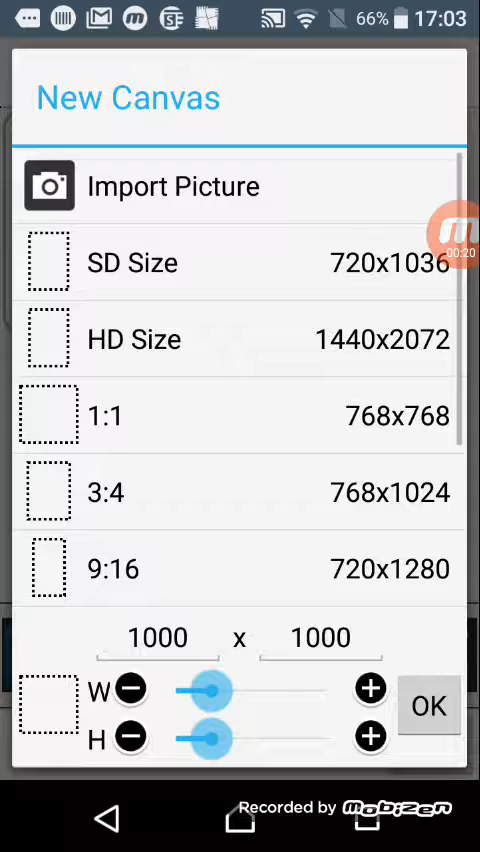 66% 17:03
New Canvas
Import Picture
SD Size 720x1036
00:20
HD Size 1440x2072
1:1 768x768
3:4 768x1024
9:16 720x1280
1000 x 1000
W
OK
H
Recorded by mobizen